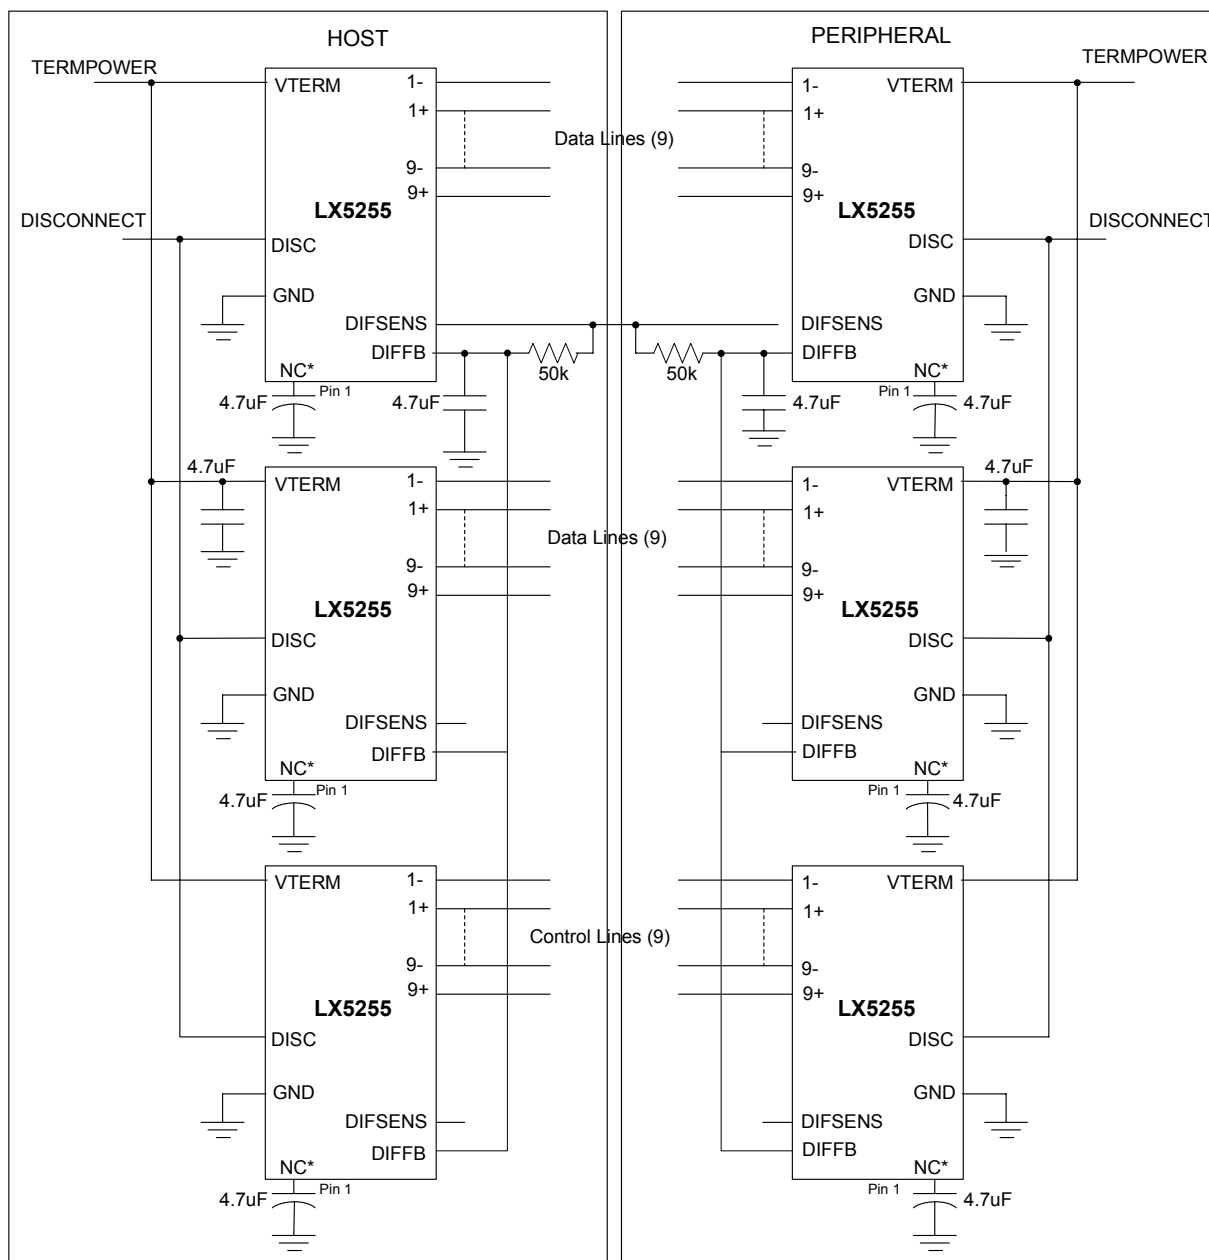 HOST
PERIPHERAL
TERMPOWER
TERMPOWER
VTERM
1-
1-
VTERM
1+
1+
Data Lines (9)
9-
9-
9+
9+
LX5255
LX5255
DISCONNECT
DISCONNECT
DISC
DISC
GND
GND
DIFSENS
DIFSENS
DIFFB
DIFFB
50k
50k
NC*
Pin 1
NC*
Pin 1
4.7uF
4.7uF
4.7uF
4.7uF
4.7uF
4.7uF
VTERM
1-
1-
VTERM
1+
1+
Data Lines (9)
9-
9-
9+
9+
LX5255
LX5255
DISC
DISC
GND
GND
DIFSENS
DIFSENS
DIFFB
DIFFB
NC*
Pin 1
NC*
Pin 1
4.7uF
4.7uF
VTERM
1-
1-
VTERM
1+
1+
Control Lines (9)
9-
9-
9+
9+
LX5255
LX5255
DISC
DISC
GND
GND
DIFSENS
DIFSENS
DIFFB
DIFFB
NC*
Pin 1
NC*
Pin 1
4.7uF
4.7uF